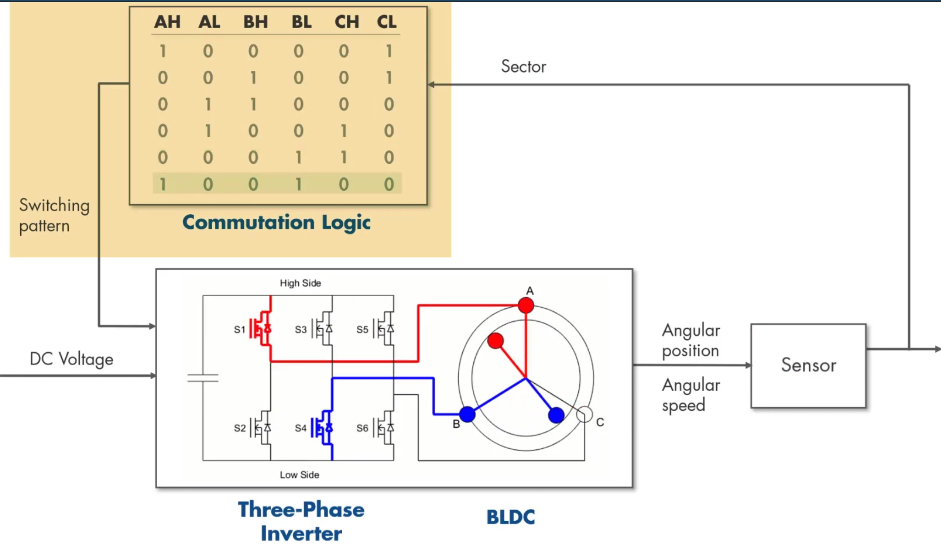 AH AL BH BL CH CL
1 0 0 0 0 1
0 0 1 0 0 1
0 1 1 0 0 0
0 1 0 0 1 0
0 0 0 1 1 0
1 0 0 1 0 0
Commutation Logic
Switching
pattern
Sector
DC Voltage
High Side
S1 S3 S5
S2 S4 S6
Low Side
A
B
C
Three-Phase
Inverter
BLDC
Angular
position
Angular
speed
Sensor